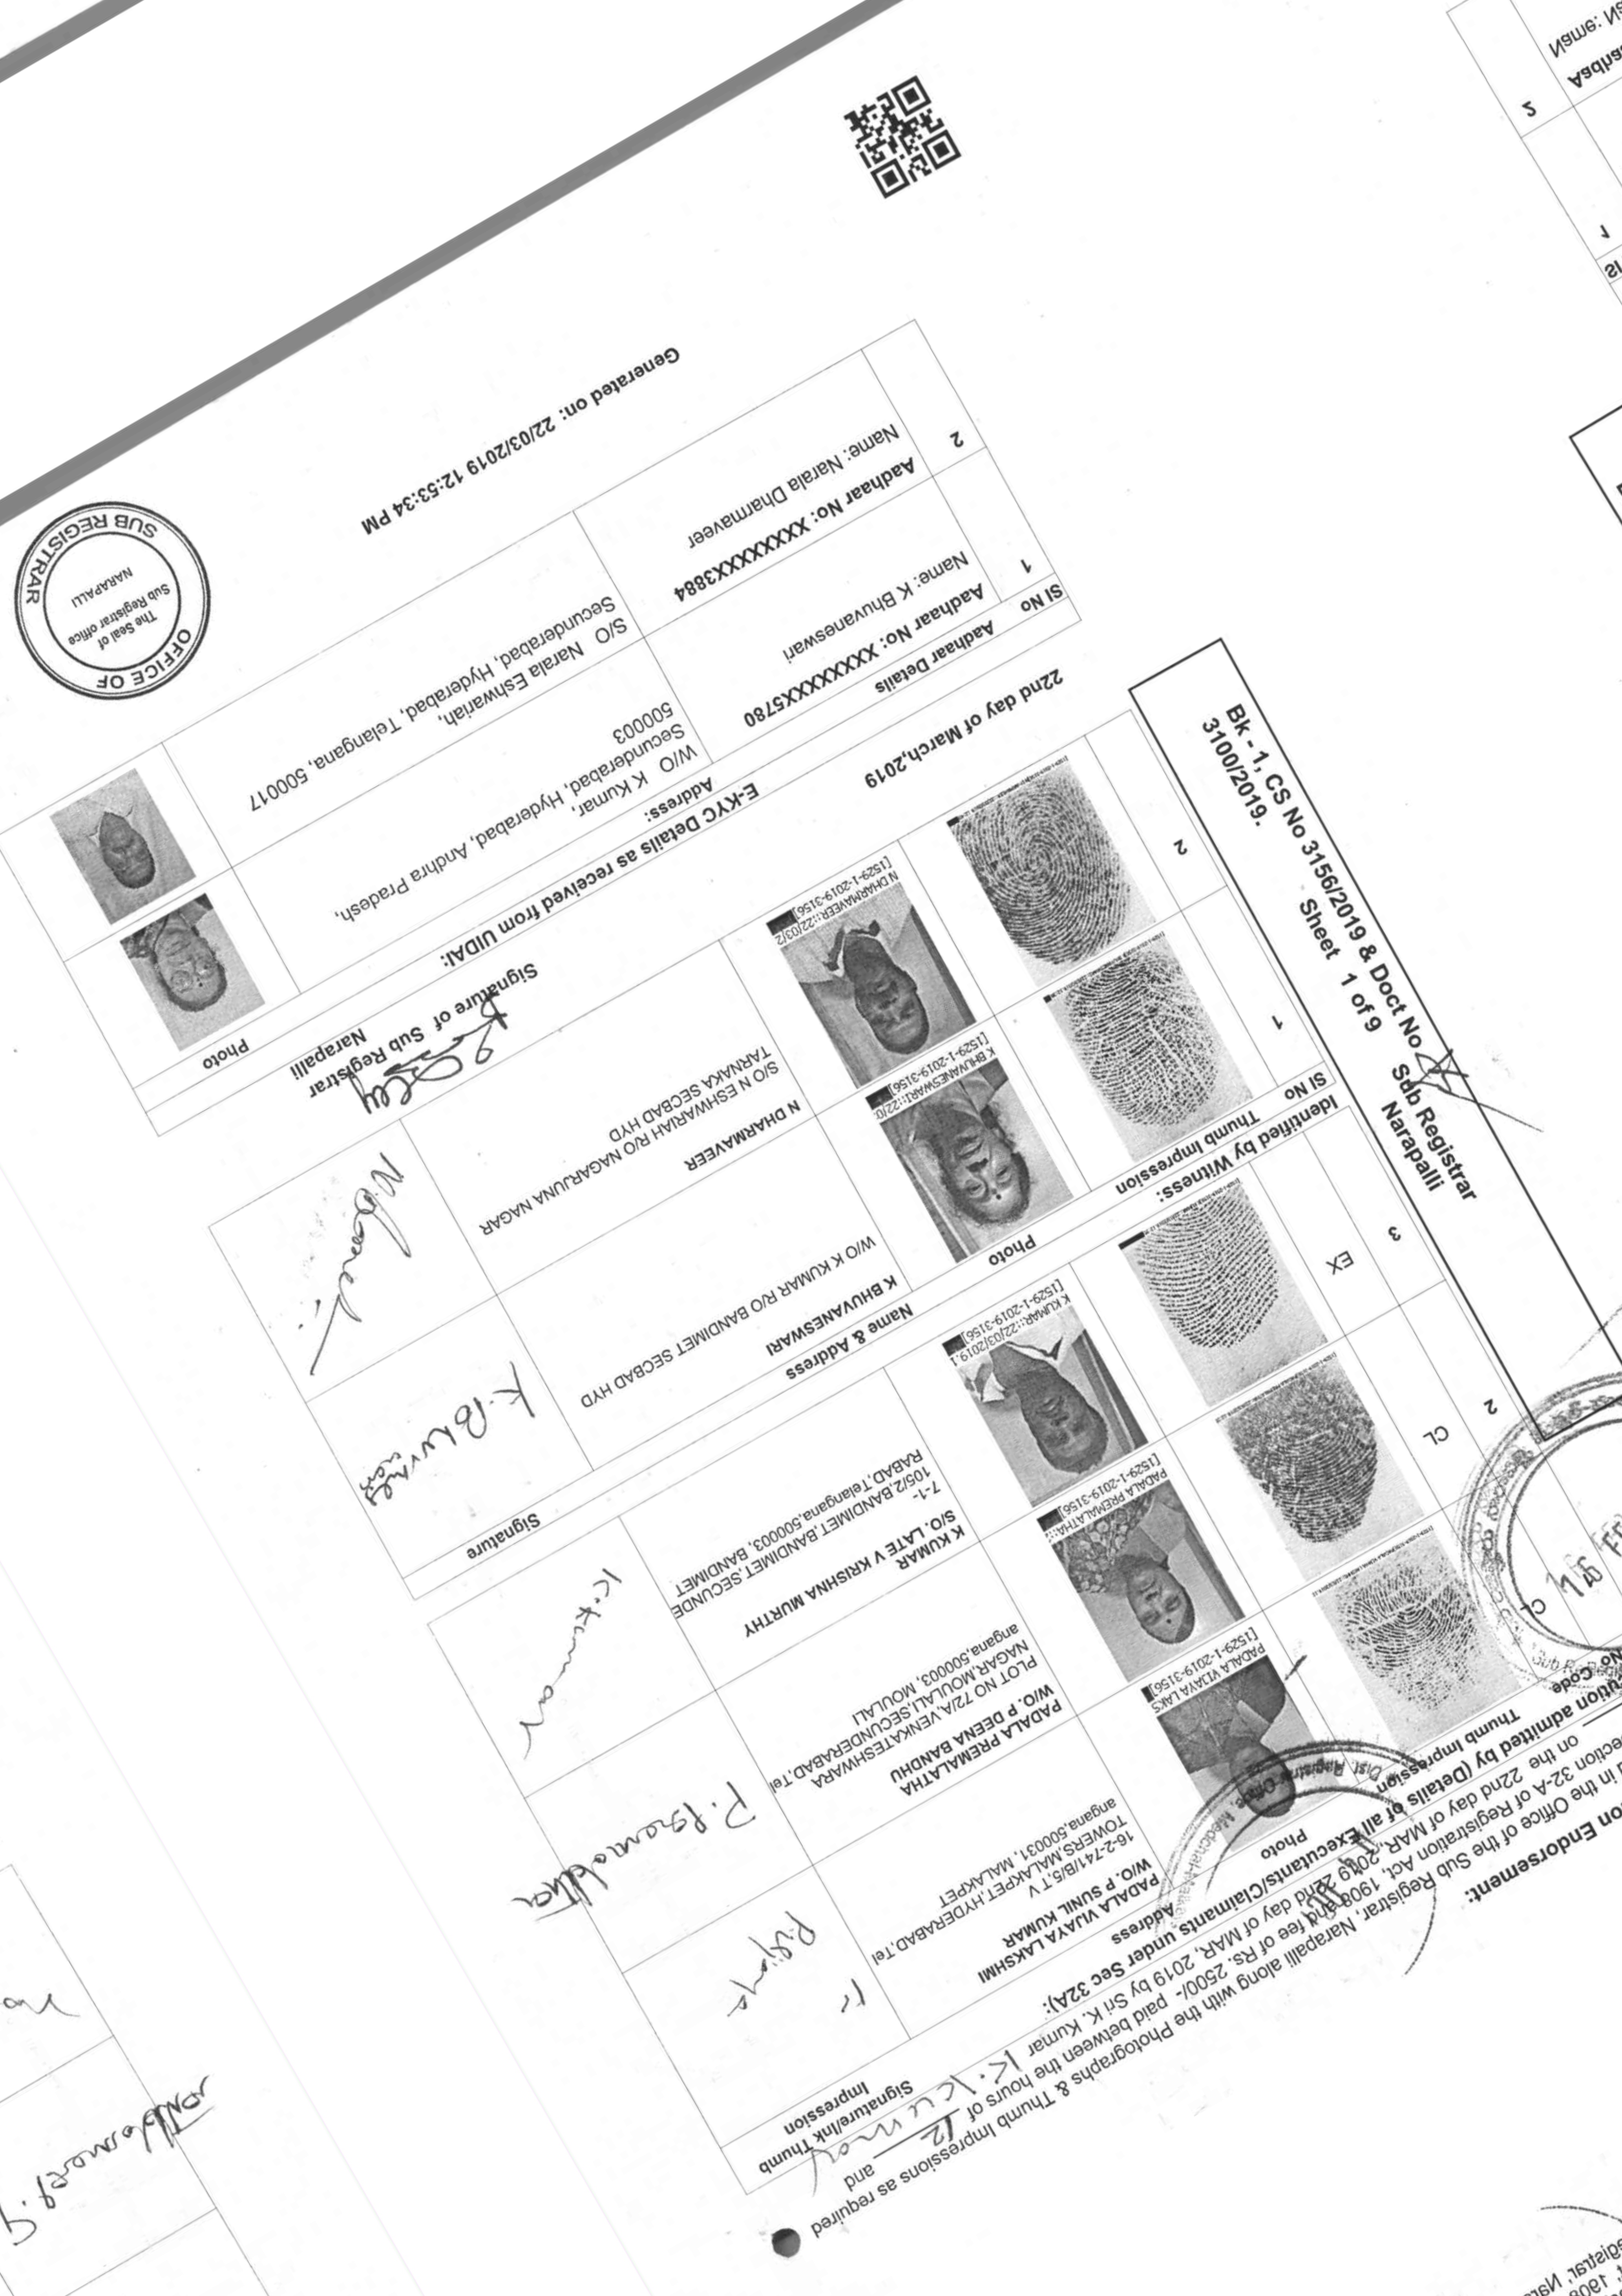 on Endorsement:
in the Office of the Sub Registrar, Narapalli along with the Photographs & Thumb Impressions as required
ection 32-A of Registration Act, 1908 and fee of Rs. 2500/- paid between the hours of 12 and
on the 22nd day of MAR, 2019 by Sri K. Kumar
K. Kumar
ution admitted by (Details of all Executants/Claimants under Sec 32A):
Code
Thumb Impression
Photo
Address
Signature/Ink Thumb
Impression
CL
PADALA VIJAYA LAKS
[1529-1-2019-3156]
PADALA VIJAYA LAKSHMI
W/O. P SUNIL KUMAR
16-2-741/B/5,T V
TOWERS,MALAKPET,HYDERABAD,Tel
angana,500031, MALAKPET
P. Vijaya
2
CL
PADALA PREMALATHA::
[1529-1-2019-3156]
PADALA PREMALATHA
W/O. P DEENA BANDHU
PLOT NO 72/A,VENKATESHWARA
NAGAR,MOULALI,SECUNDERABAD,Tel
angana,500003, MOULALI
P. Premalatha
3
EX
K KUMAR::22/03/2019,1
[1529-1-2019-3156]
K KUMAR
S/O. LATE V KRISHNA MURTHY
7-1-
105/2,BANDIMET,BANDIMET,SECUNDE
RABAD,Telangana,500003, BANDIMET
K. Kumar
Identified by Witness:
Sl No
Thumb Impression
Photo
Name & Address
Signature
1
K BHUVANESWARI::22/0
[1529-1-2019-3156]
K BHUVANESWARI
W/O K KUMAR R/O BANDIMET SECBAD HYD
2
N DHARMAVEER::22/03/2
[1529-1-2019-3156]
N DHARMAVEER
S/O N ESHWARIAH R/O NAGARJUNA NAGAR
TARNAKA SECBAD HYD
22nd day of March,2019
Signature of Sub Registrar
Narapalli
E-KYC Details as received from UIDAI:
Sl No
Aadhaar Details
Address:
Photo
1
Aadhaar No: XXXXXXXX5780
Name: K Bhuvaneswari
W/O K Kumar,
Secunderabad, Hyderabad, Andhra Pradesh,
500003
2
Aadhaar No: XXXXXXXX3884
Name: Narala Dharmaveer
S/O Narala Eshwariah,
Secunderabad, Hyderabad, Telangana, 500017
Generated on: 22/03/2019 12:53:34 PM
OFFICE OF
SUB REGISTRAR
The Seal of
Sub Registrar office
NARAPALLI
Bk - 1, CS No 3156/2019 & Doct No
3100/2019.
Sheet 1 of 9
Sub Registrar
Narapalli